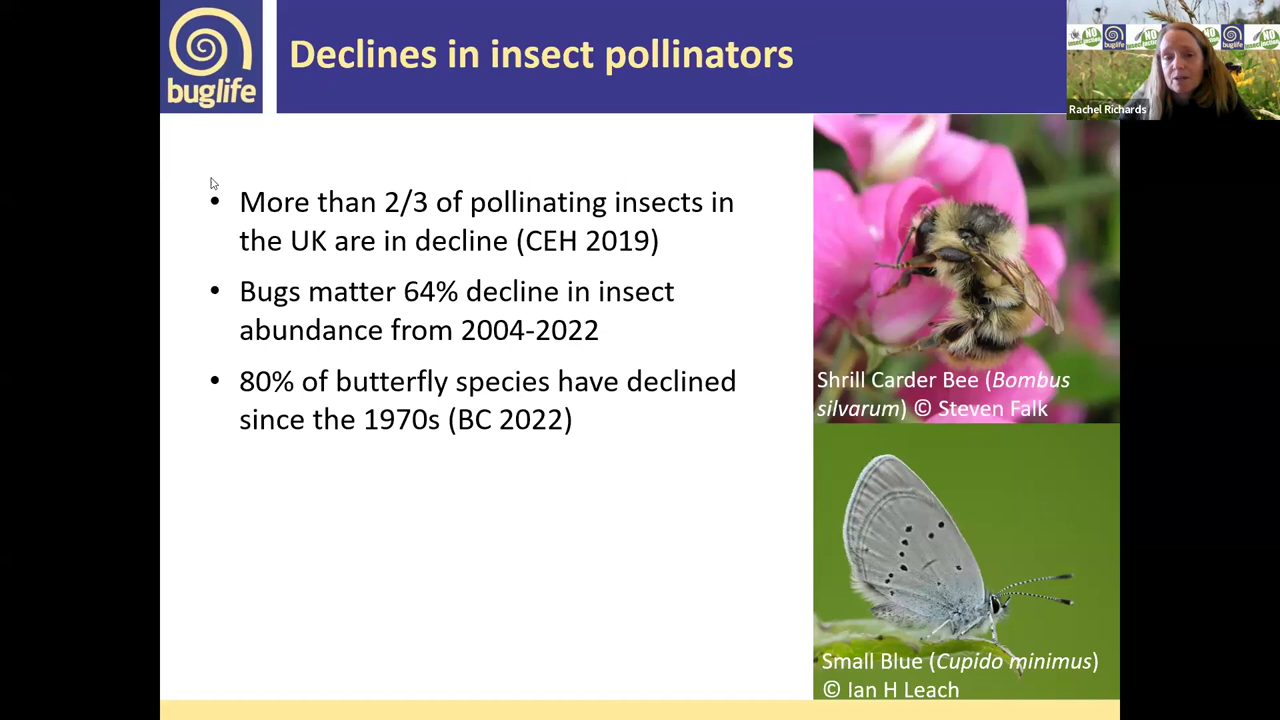 buglife
Declines in insect pollinators
Rachel Richards
• More than 2/3 of pollinating insects in
the UK are in decline (CEH 2019)
• Bugs matter 64% decline in insect
abundance from 2004-2022
• 80% of butterfly species have declined
since the 1970s (BC 2022)
Shrill Carder Bee (Bombus
silvarum) © Steven Falk
Small Blue (Cupido minimus)
© Ian H Leach